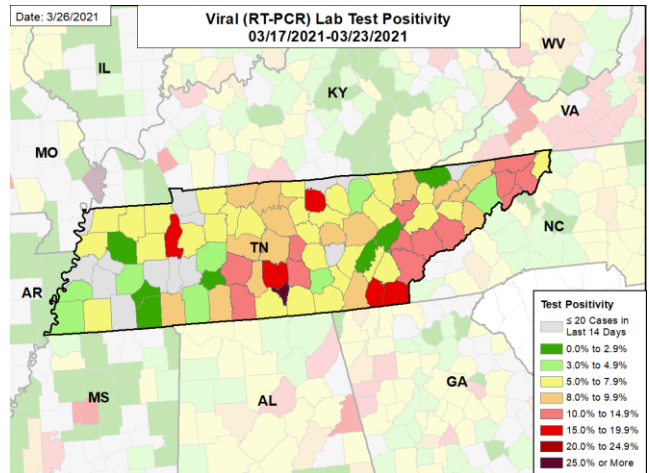 Date: 3/26/2021
Viral (RT-PCR) Lab Test Positivity
03/17/2021-03/23/2021
IL
WV
KY
VA
MO
TN
NC
AR
MS
AL
GA
Test Positivity
≤ 20 Cases in
Last 14 Days
0.0% to 2.9%
3.0% to 4.9%
5.0% to 7.9%
8.0% to 9.9%
10.0% to 14.9%
15.0% to 19.9%
20.0% to 24.9%
25.0% or More